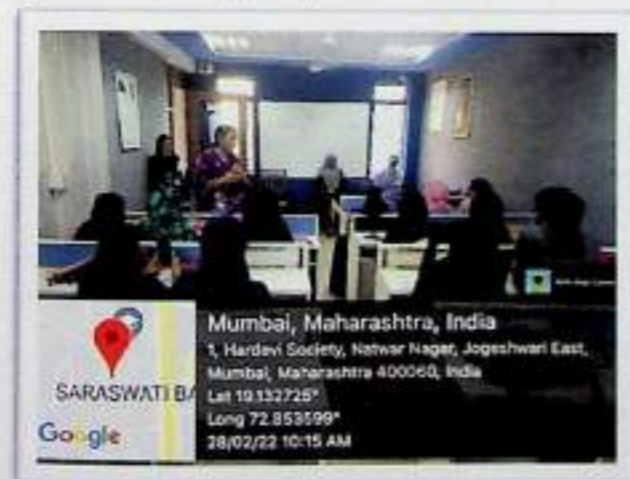 Mumbai, Maharashtra, India
1, Hardevi Society, Natwar Nagar, Jogeshwari East,
Mumbai, Maharashtra 400060, India
Lat 19.132725°
Long 72.853599°
28/02/22 10:15 AM
SARASWATI BA
Google